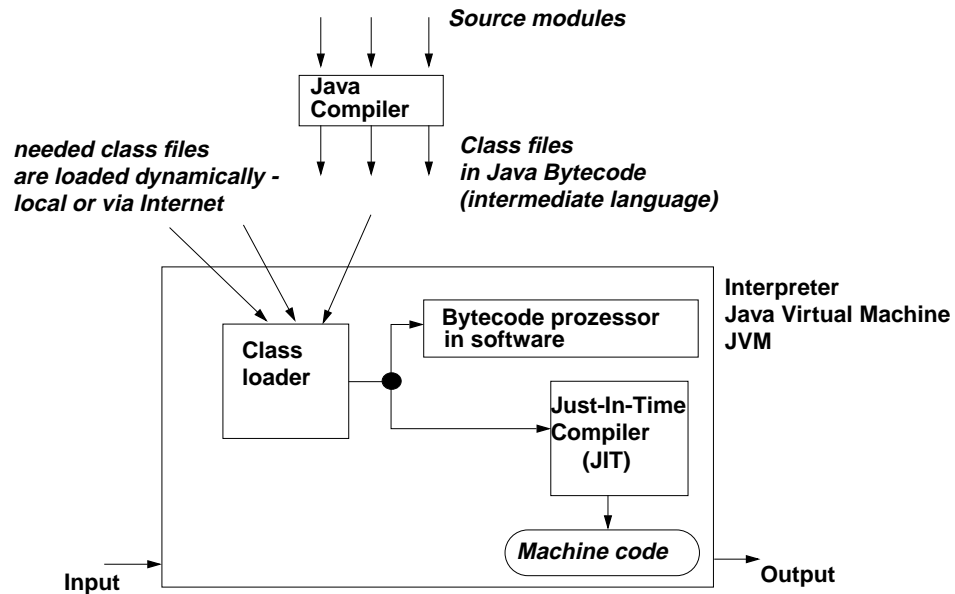 Source modules
Java
Compiler
needed class files
are loaded dynamically -
local or via Internet
Class files
in Java Bytecode
(intermediate language)
Interpreter
Java Virtual Machine
JVM
Bytecode prozessor
in software
Class
loader
Just-In-Time
Compiler
(JIT)
Machine code
Input
Output